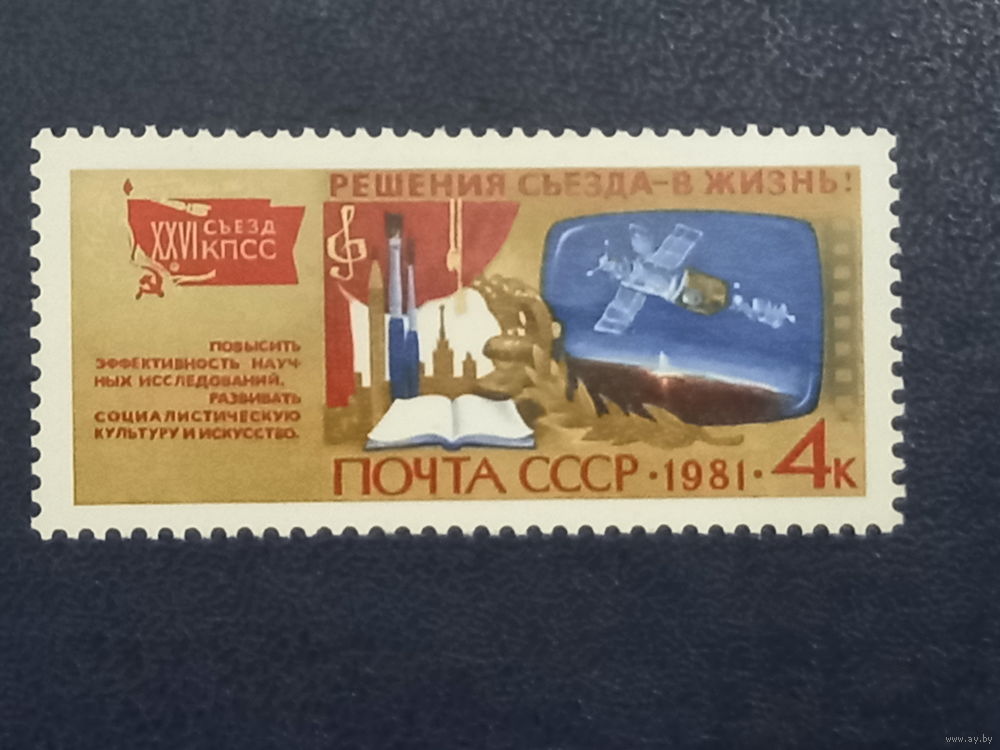 РЕШЕНИЯ СЪЕЗДА-В ЖИЗНЬ!
XXVI СЪЕЗД
КПСС
ПОВЫСИТЬ
ЭФФЕКТИВНОСТЬ НАУЧ-
НЫХ ИССЛЕДОВАНИЙ,
РАЗВИВАТЬ
СОЦИАЛИСТИЧЕСКУЮ
КУЛЬТУРУ И ИСКУССТВО.
ПОЧТА СССР·1981·4К
www.ay.by